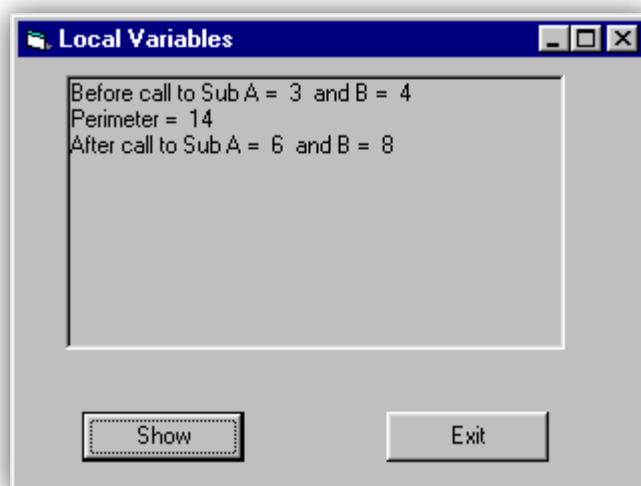 Local Variables
Before call to Sub A = 3 and B = 4
Perimeter = 14
After call to Sub A = 6 and B = 8
Show
Exit